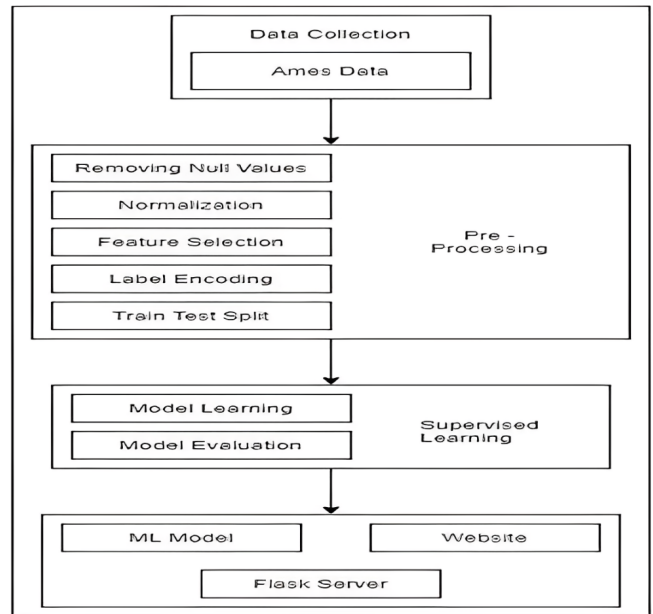 Data Collection
Ames Data
Removing Null Values
Normalization
Feature Selection
Label Encoding
Train Test Split
Pre -
Processing
Model Learning
Model Evaluation
Supervised
Learning
ML Model
Website
Flask Server